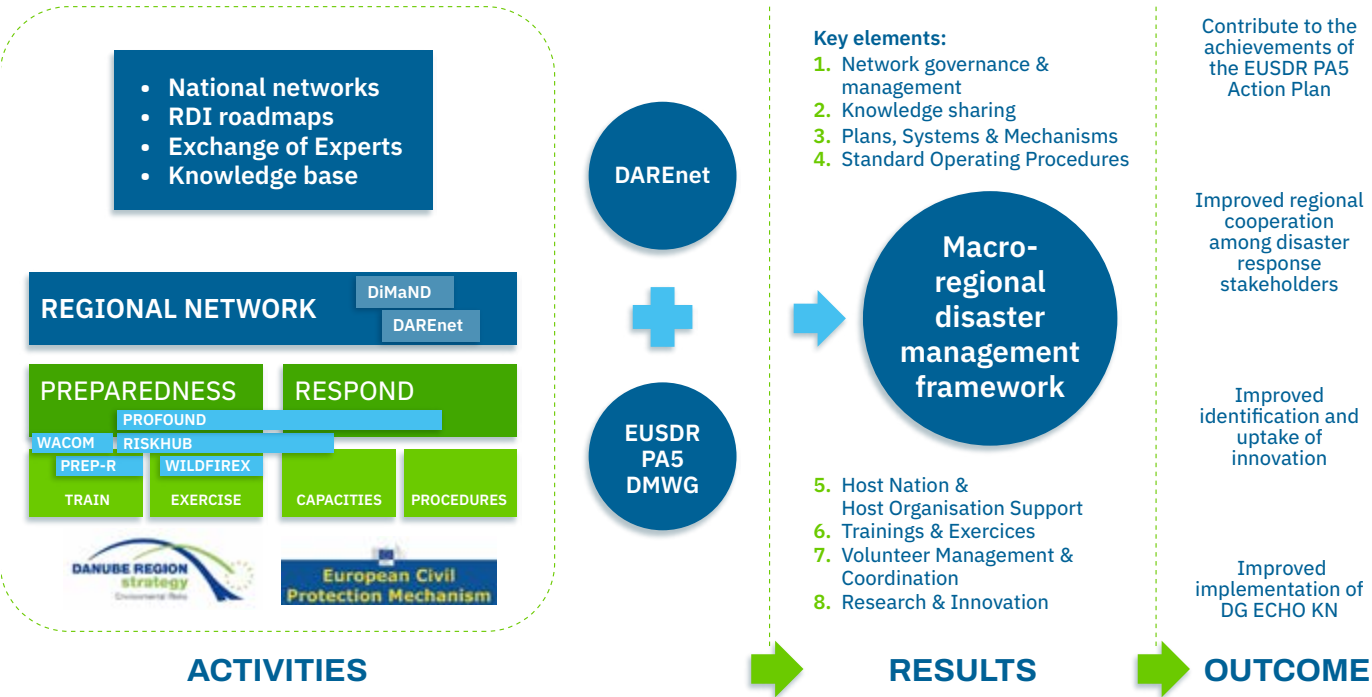 • National networks
• RDI roadmaps
• Exchange of Experts
• Knowledge base
REGIONAL NETWORK
DiMaND
DAREnet
PREPAREDNESS
RESPOND
PROFOUND
WACOM
RISKHUB
PREP-R
WILDFIREX
TRAIN
EXERCISE
CAPACITIES
PROCEDURES
DANUBE REGION
strategy
Environmental Risks
European Civil
Protection Mechanism
ACTIVITIES
DAREnet
EUSDR
PA5
DMWG
Key elements:
1. Network governance &
management
2. Knowledge sharing
3. Plans, Systems & Mechanisms
4. Standard Operating Procedures
Macro-
regional
disaster
management
framework
5. Host Nation &
Host Organisation Support
6. Trainings & Exercices
7. Volunteer Management &
Coordination
8. Research & Innovation
RESULTS
Contribute to the
achievements of
the EUSDR PA5
Action Plan
Improved regional
cooperation
among disaster
response
stakeholders
Improved
identification and
uptake of
innovation
Improved
implementation of
DG ECHO KN
OUTCOME